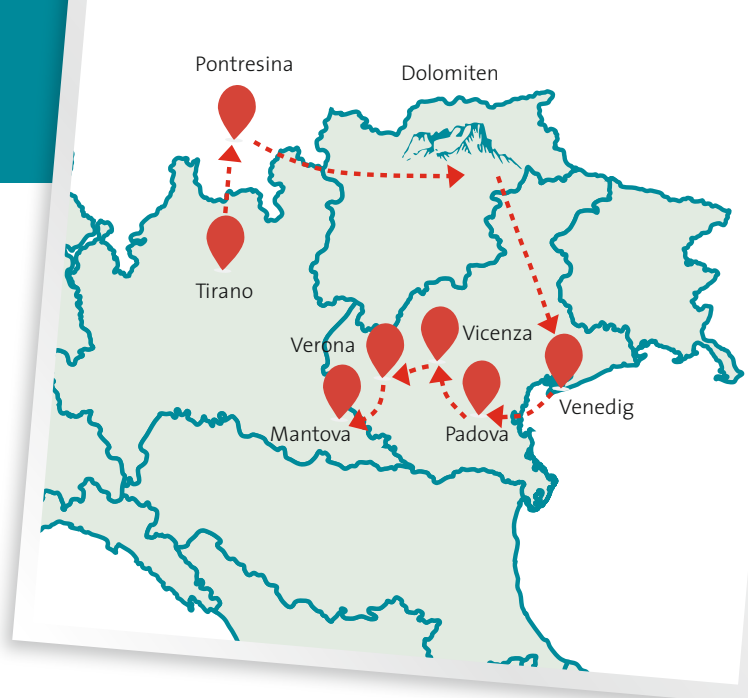 Pontresina
Dolomiten
Tirano
Verona
Vicenza
Venedig
Mantova
Padova